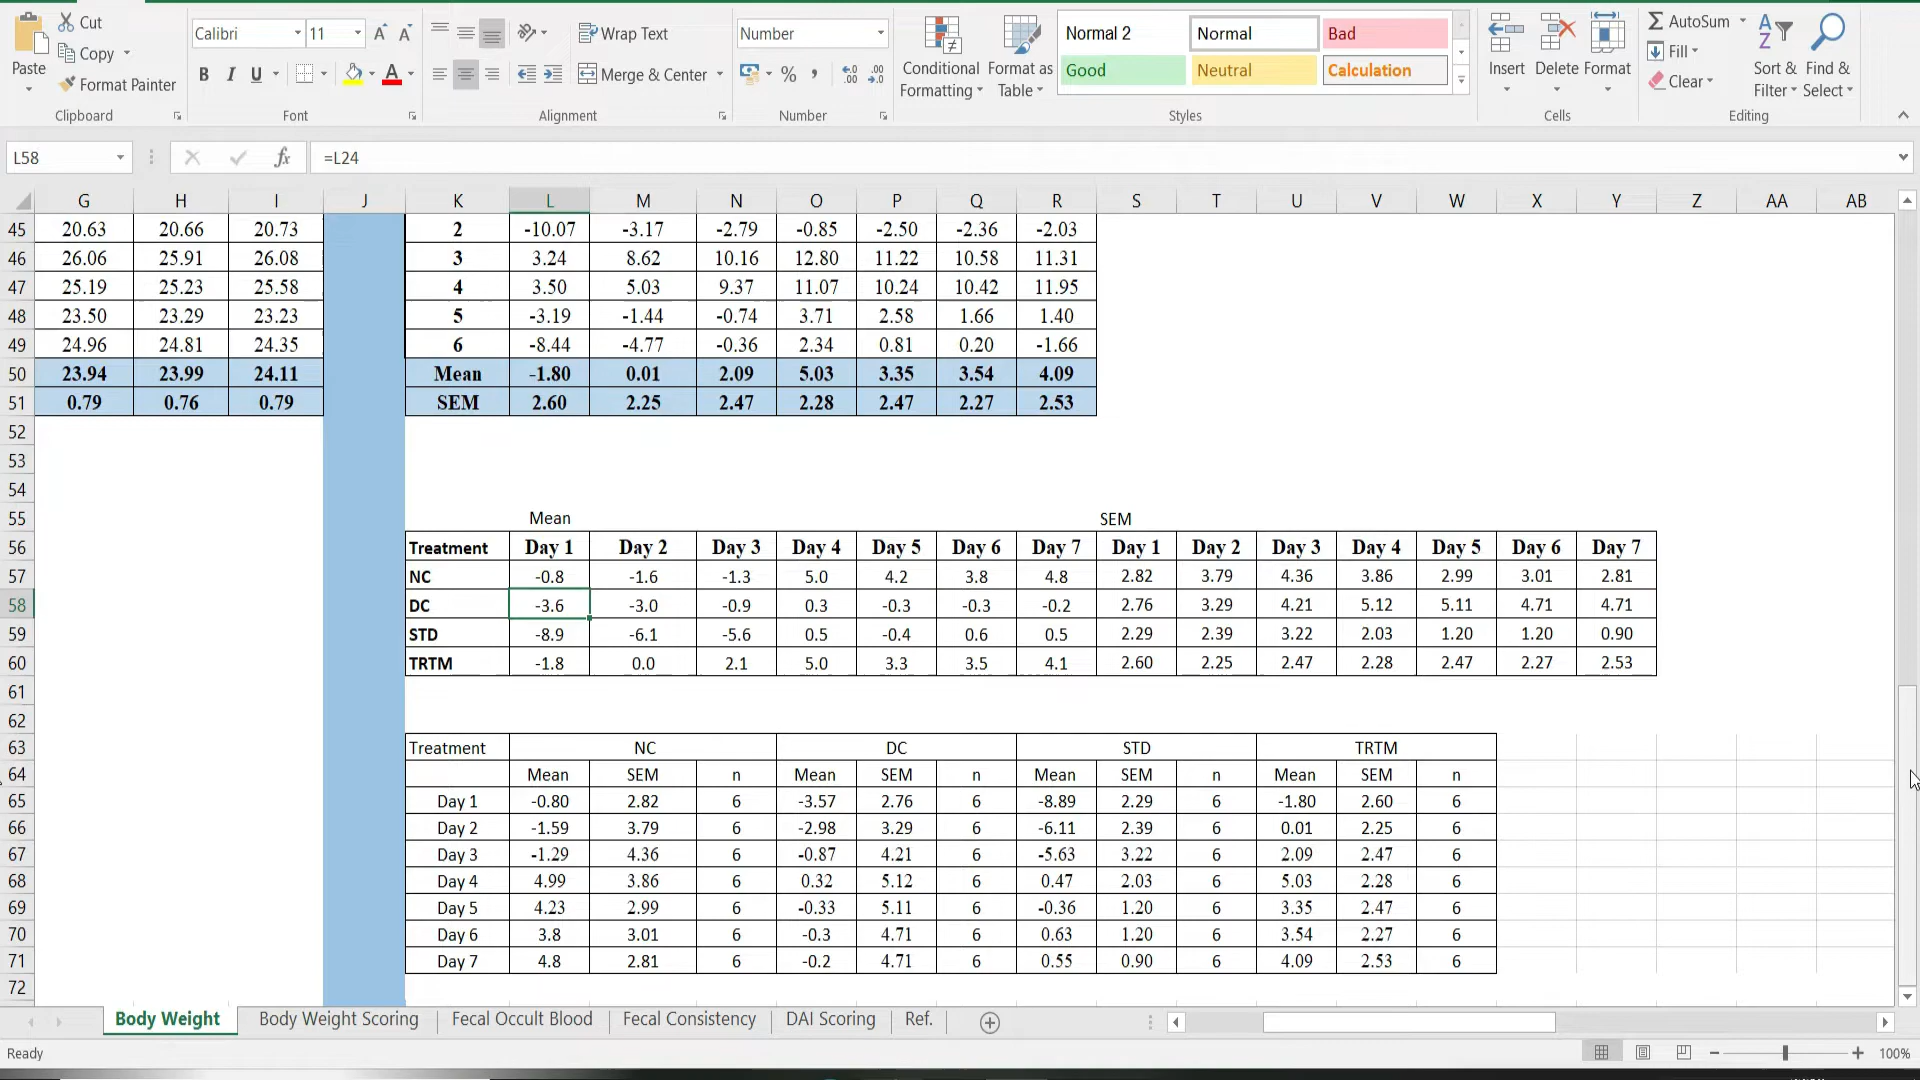 Cut
Copy
Format Painter
Paste
Clipboard
Calibri 11
B I U
Font
Wrap Text
Merge & Center
Alignment
Number
Number
Conditional Formatting
Format as Table
Normal 2 Normal Bad
Good Neutral Calculation
Styles
Insert Delete Format
Cells
AutoSum
Fill
Clear
Sort & Filter
Find & Select
Editing
L58 fx =L24
G H I J K L M N O P Q R S T U V W X Y Z AA AB
45 20.63 20.66 20.73 2 -10.07 -3.17 -2.79 -0.85 -2.50 -2.36 -2.03
46 26.06 25.91 26.08 3 3.24 8.62 10.16 12.80 11.22 10.58 11.31
47 25.19 25.23 25.58 4 3.50 5.03 9.37 11.07 10.24 10.42 11.95
48 23.50 23.29 23.23 5 -3.19 -1.44 -0.74 3.71 2.58 1.66 1.40
49 24.96 24.81 24.35 6 -8.44 -4.77 -0.36 2.34 0.81 0.20 -1.66
50 23.94 23.99 24.11 Mean -1.80 0.01 2.09 5.03 3.35 3.54 4.09
51 0.79 0.76 0.79 SEM 2.60 2.25 2.47 2.28 2.47 2.27 2.53
52
53
54
55 Mean SEM
56 Treatment Day 1 Day 2 Day 3 Day 4 Day 5 Day 6 Day 7 Day 1 Day 2 Day 3 Day 4 Day 5 Day 6 Day 7
57 NC -0.8 -1.6 -1.3 5.0 4.2 3.8 4.8 2.82 3.79 4.36 3.86 2.99 3.01 2.81
58 DC -3.6 -3.0 -0.9 0.3 -0.3 -0.3 -0.2 2.76 3.29 4.21 5.12 5.11 4.71 4.71
59 STD -8.9 -6.1 -5.6 0.5 -0.4 0.6 0.5 2.29 2.39 3.22 2.03 1.20 1.20 0.90
60 TRTM -1.8 0.0 2.1 5.0 3.3 3.5 4.1 2.60 2.25 2.47 2.28 2.47 2.27 2.53
61
62
63 Treatment NC DC STD TRTM
64 Mean SEM n Mean SEM n Mean SEM n Mean SEM n
65 Day 1 -0.80 2.82 6 -3.57 2.76 6 -8.89 2.29 6 -1.80 2.60 6
66 Day 2 -1.59 3.79 6 -2.98 3.29 6 -6.11 2.39 6 0.01 2.25 6
67 Day 3 -1.29 4.36 6 -0.87 4.21 6 -5.63 3.22 6 2.09 2.47 6
68 Day 4 4.99 3.86 6 0.32 5.12 6 0.47 2.03 6 5.03 2.28 6
69 Day 5 4.23 2.99 6 -0.33 5.11 6 -0.36 1.20 6 3.35 2.47 6
70 Day 6 3.8 3.01 6 -0.3 4.71 6 0.63 1.20 6 3.54 2.27 6
71 Day 7 4.8 2.81 6 -0.2 4.71 6 0.55 0.90 6 4.09 2.53 6
72
Body Weight Body Weight Scoring Fecal Occult Blood Fecal Consistency DAI Scoring Ref.
Ready 100%